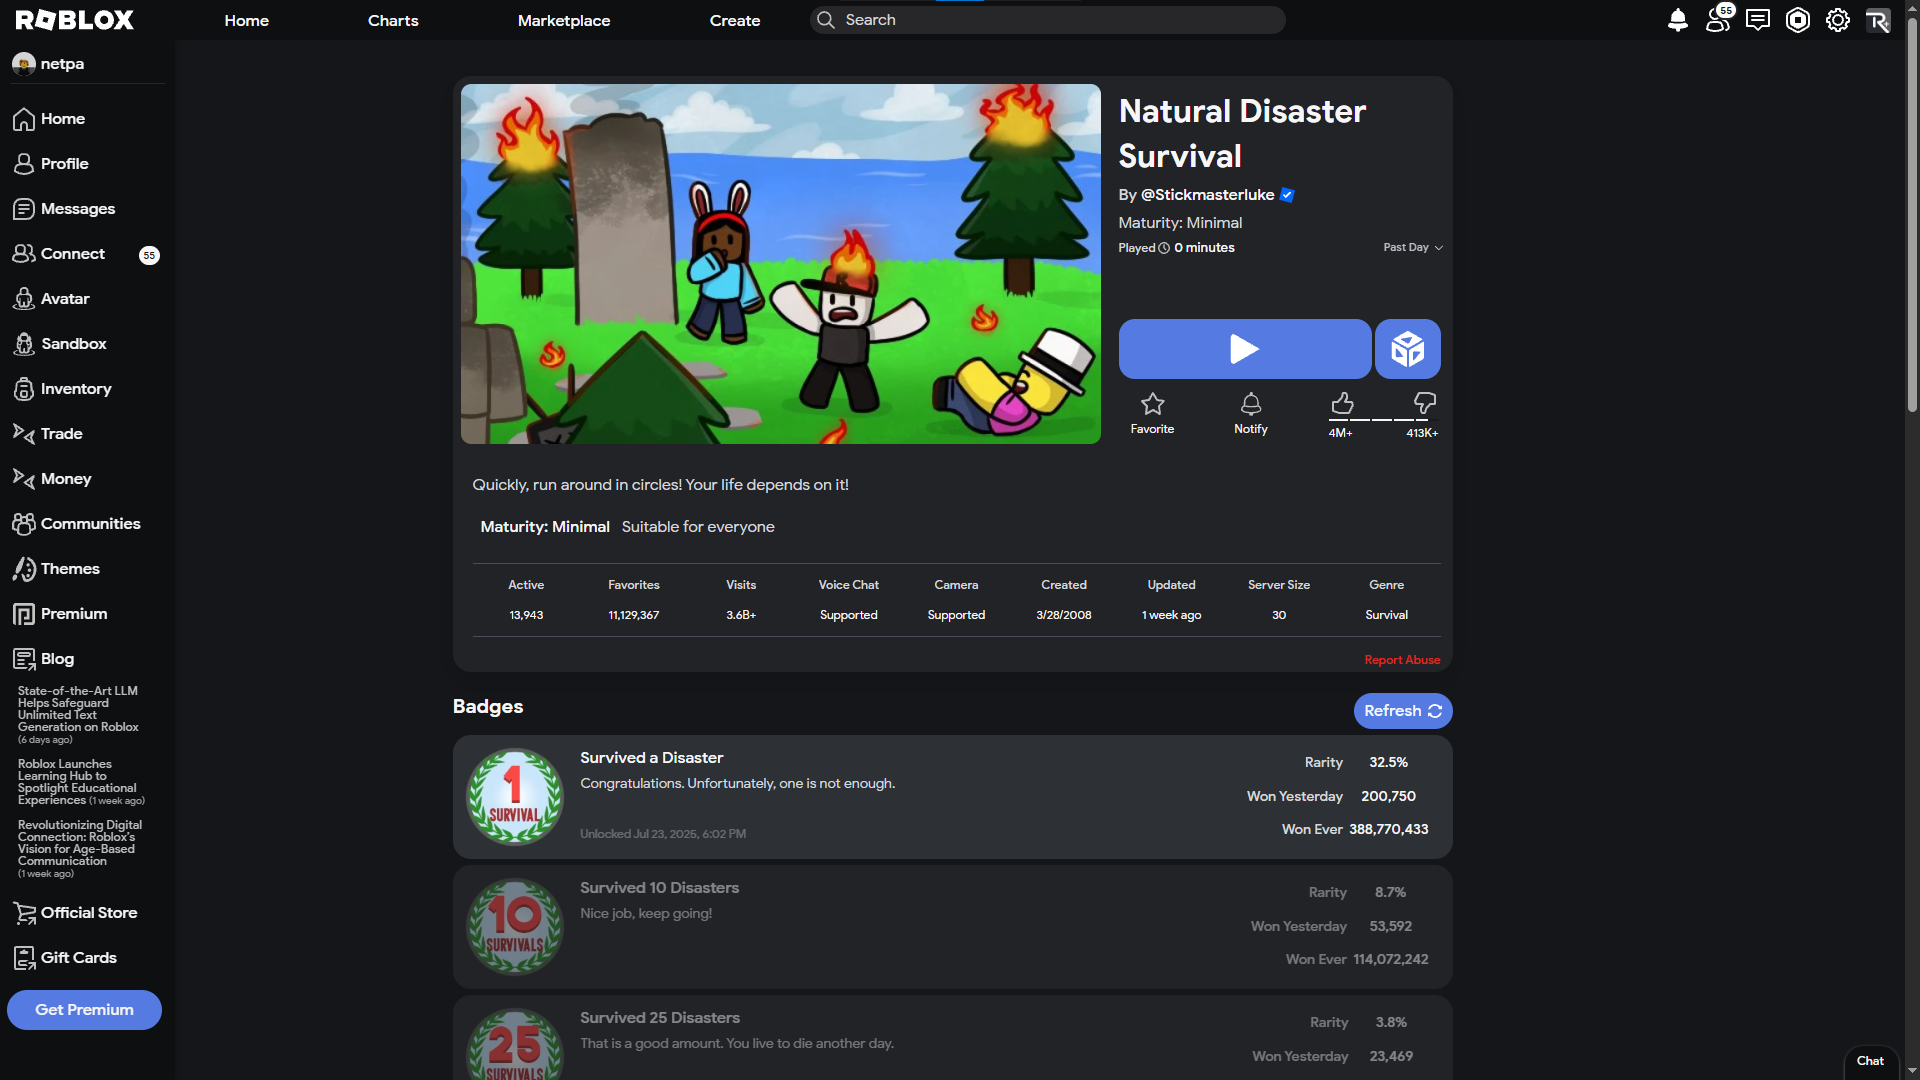 ROBLOX
Home
Charts
Marketplace
Create
Search
55
netpa
Home
Profile
Messages
Connect
55
Avatar
Sandbox
Inventory
Trade
Money
Communities
Themes
Premium
Blog
State-of-the-Art LLM
Helps Safeguard
Unlimited Text
Generation on Roblox
(6 days ago)
Roblox Launches
Learning Hub to
Spotlight Educational
Experiences (1 week ago)
Revolutionizing Digital
Connection: Roblox's
Vision for Age-Based
Communication
(1 week ago)
Official Store
Gift Cards
Get Premium
Natural Disaster
Survival
By @Stickmasterluke
Maturity: Minimal
Played 0 minutes
Past Day
Favorite
Notify
4M+
413K+
Quickly, run around in circles! Your life depends on it!
Maturity: Minimal Suitable for everyone
Active Favorites Visits Voice Chat Camera Created Updated Server Size Genre
13,943 11,129,367 3.6B+ Supported Supported 3/28/2008 1 week ago 30 Survival
Report Abuse
Badges
Refresh
1
SURVIVAL
Survived a Disaster
Congratulations. Unfortunately, one is not enough.
Unlocked Jul 23, 2025, 6:02 PM
Rarity 32.5%
Won Yesterday 200,750
Won Ever 388,770,433
10
SURVIVALS
Survived 10 Disasters
Nice job, keep going!
Rarity 8.7%
Won Yesterday 53,592
Won Ever 114,072,242
25
SURVIVALS
Survived 25 Disasters
That is a good amount. You live to die another day.
Rarity 3.8%
Won Yesterday 23,469
Chat